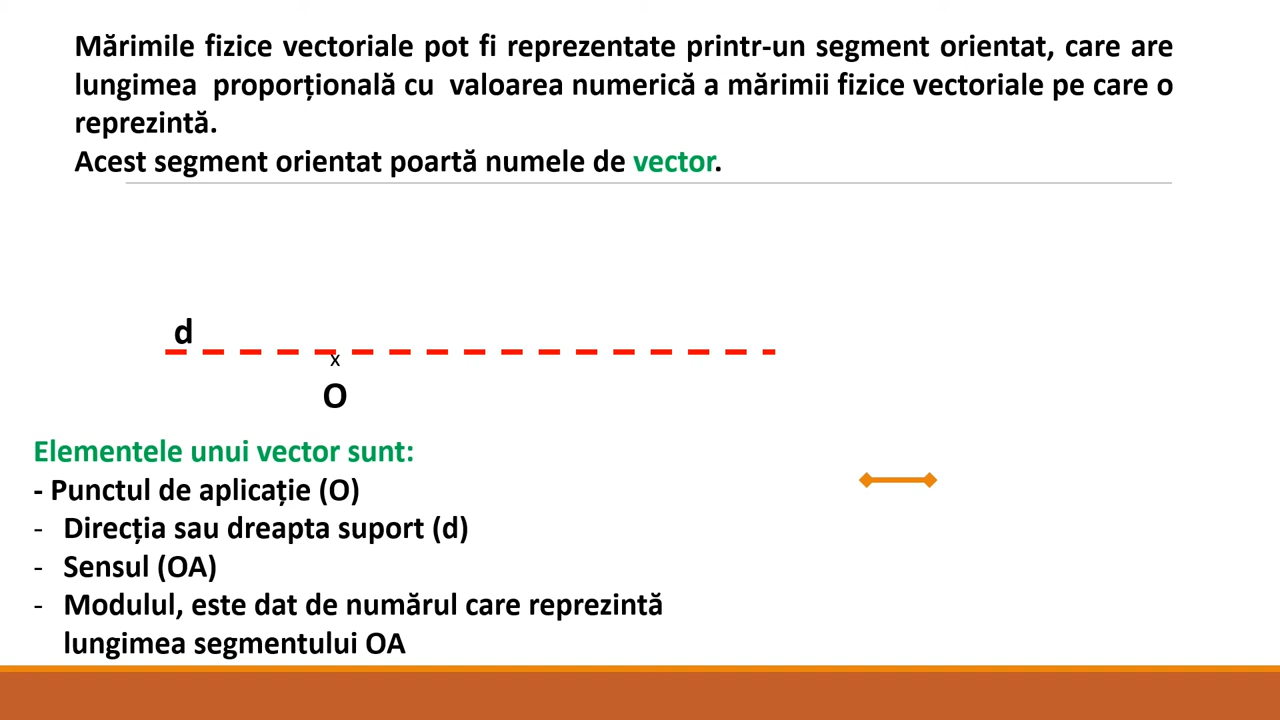 Mărimile fizice vectoriale pot fi reprezentate printr-un segment orientat, care are
lungimea proporțională cu valoarea numerică a mărimii fizice vectoriale pe care o
reprezintă.
Acest segment orientat poartă numele de vector.
d
x
O
Elementele unui vector sunt:
- Punctul de aplicație (O)
- Direcția sau dreapta suport (d)
- Sensul (OA)
- Modulul, este dat de numărul care reprezintă
lungimea segmentului OA